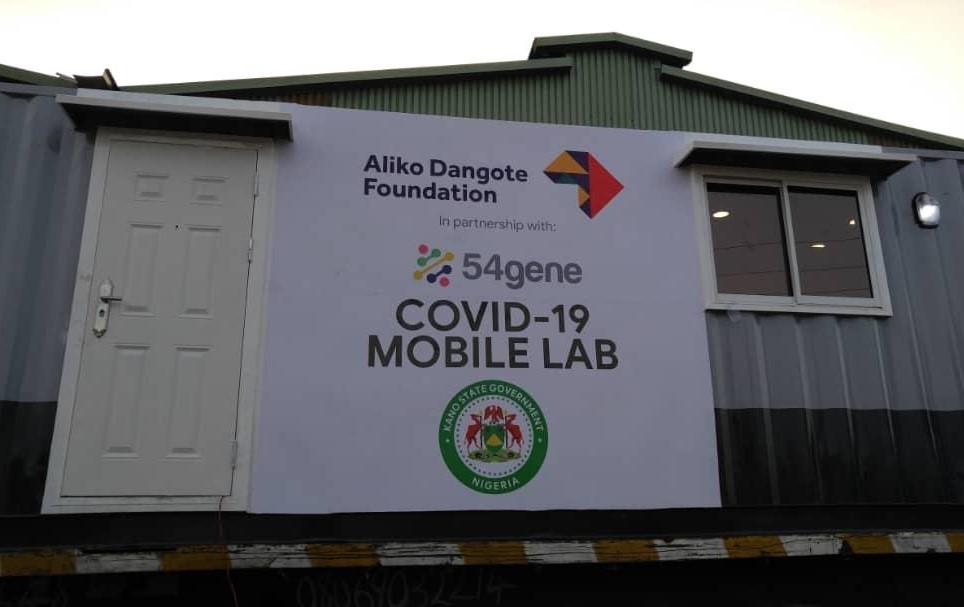 Aliko Dangote
Foundation
In partnership with:
54gene
COVID-19
MOBILE LAB
KANO STATE GOVERNMENT
NIGERIA